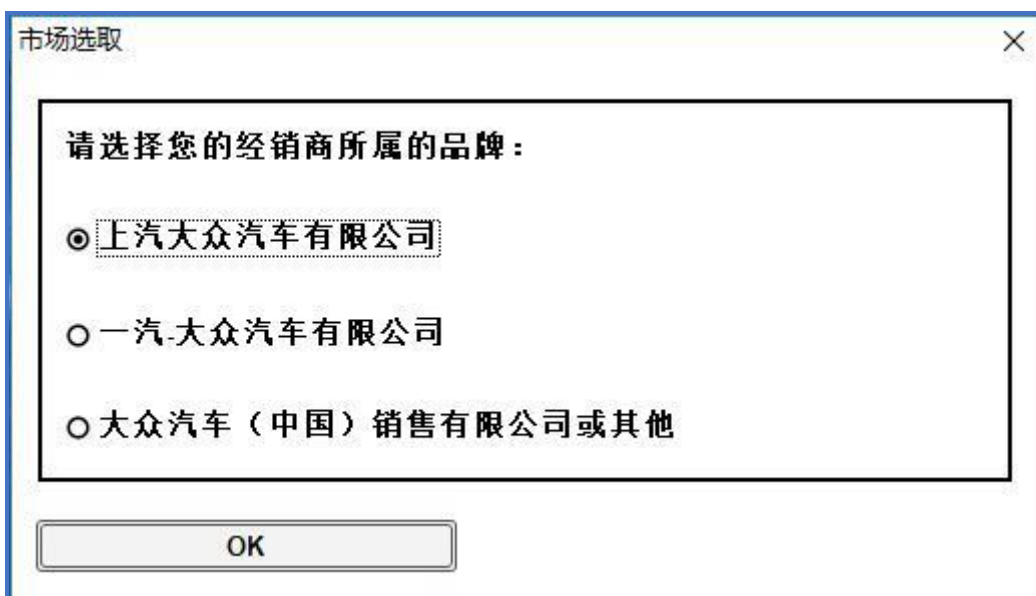 市场选取
请选择您的经销商所属的品牌：
上汽大众汽车有限公司
一汽-大众汽车有限公司
大众汽车（中国）销售有限公司或其他
OK